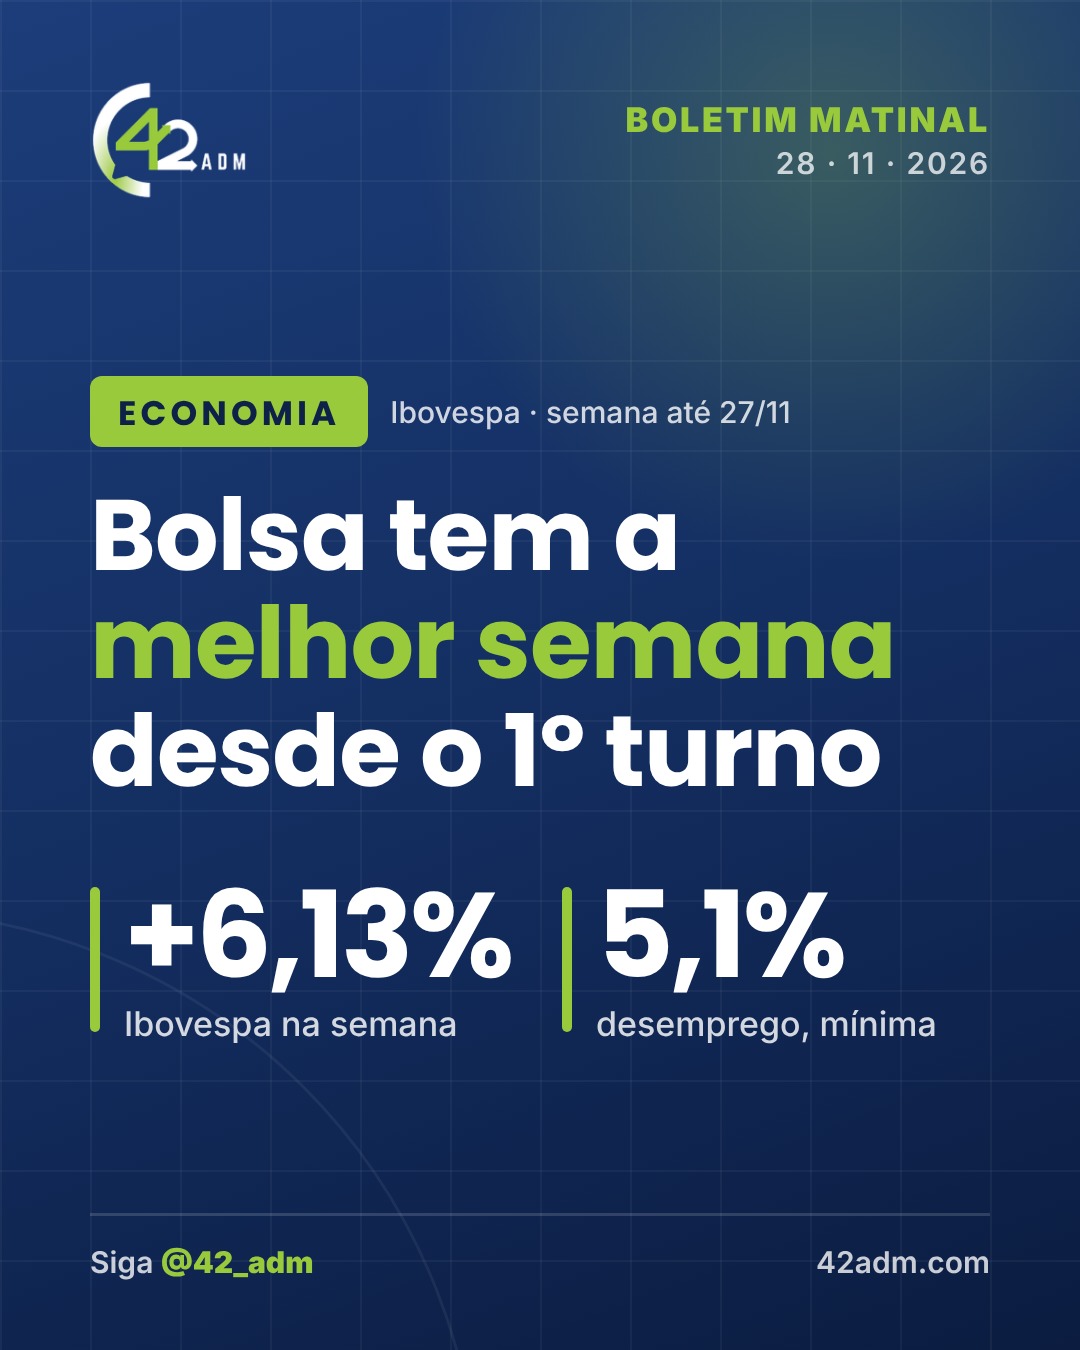 42 ADM
BOLETIM MATINAL
28 · 11 · 2026
ECONOMIA
Ibovespa · semana até 27/11
Bolsa tem a
melhor semana
desde o 1º turno
+6,13%
Ibovespa na semana
5,1%
desemprego, mínima
Siga @42_adm
42adm.com